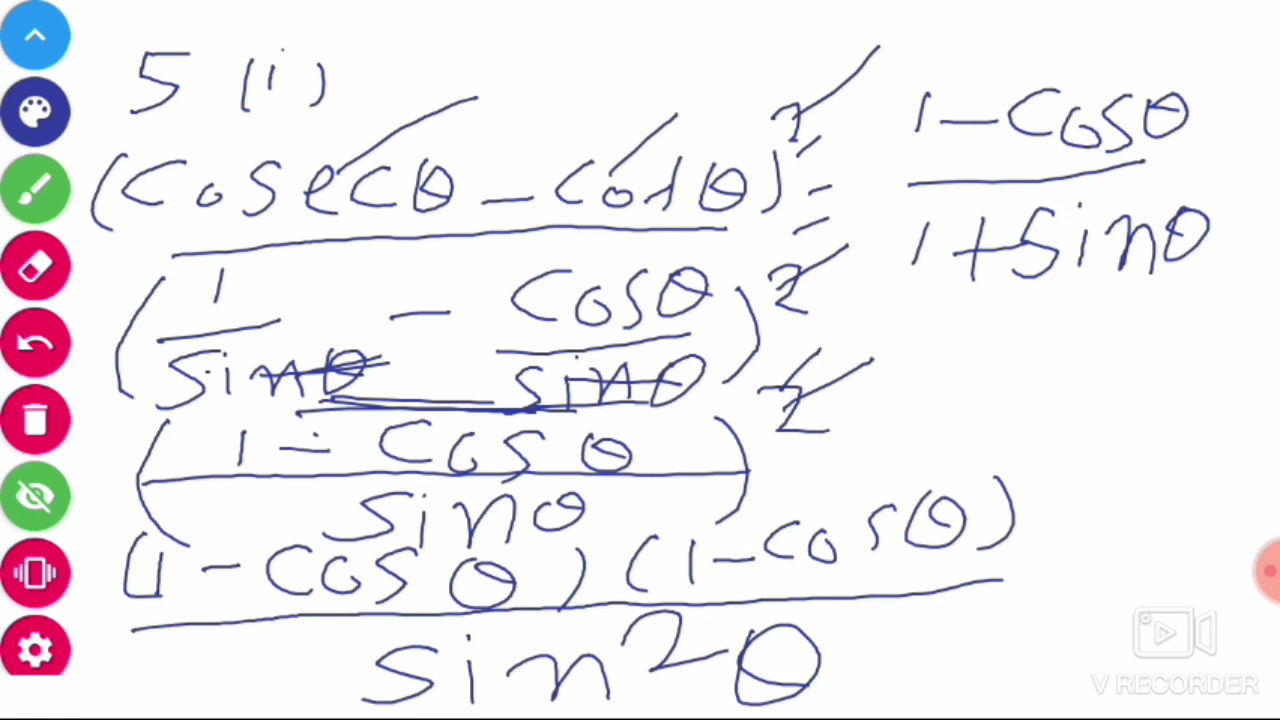 5 (i)
(Cosecθ - Cotθ)² = 1 - Cosθ / 1 + Sinθ
(1 / Sinθ - Cosθ / Sinθ)²
(1 - Cosθ / Sinθ)²
(1 - Cosθ) (1 - Cosθ) / Sin²θ
V RECORDER